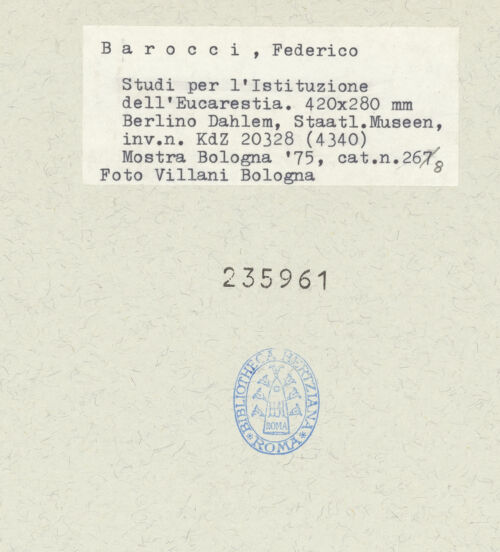 B a r o c c i , Federico
Studi per l'Istituzione
dell'Eucarestia. 420x280 mm
Berlino Dahlem, Staatl.Museen,
inv.n. KdZ 20328 (4340)
Mostra Bologna '75, cat.n.267/8
Foto Villani Bologna
235961
BIBLIOTHECA HERTZIANA
ROMA
* ROMA *